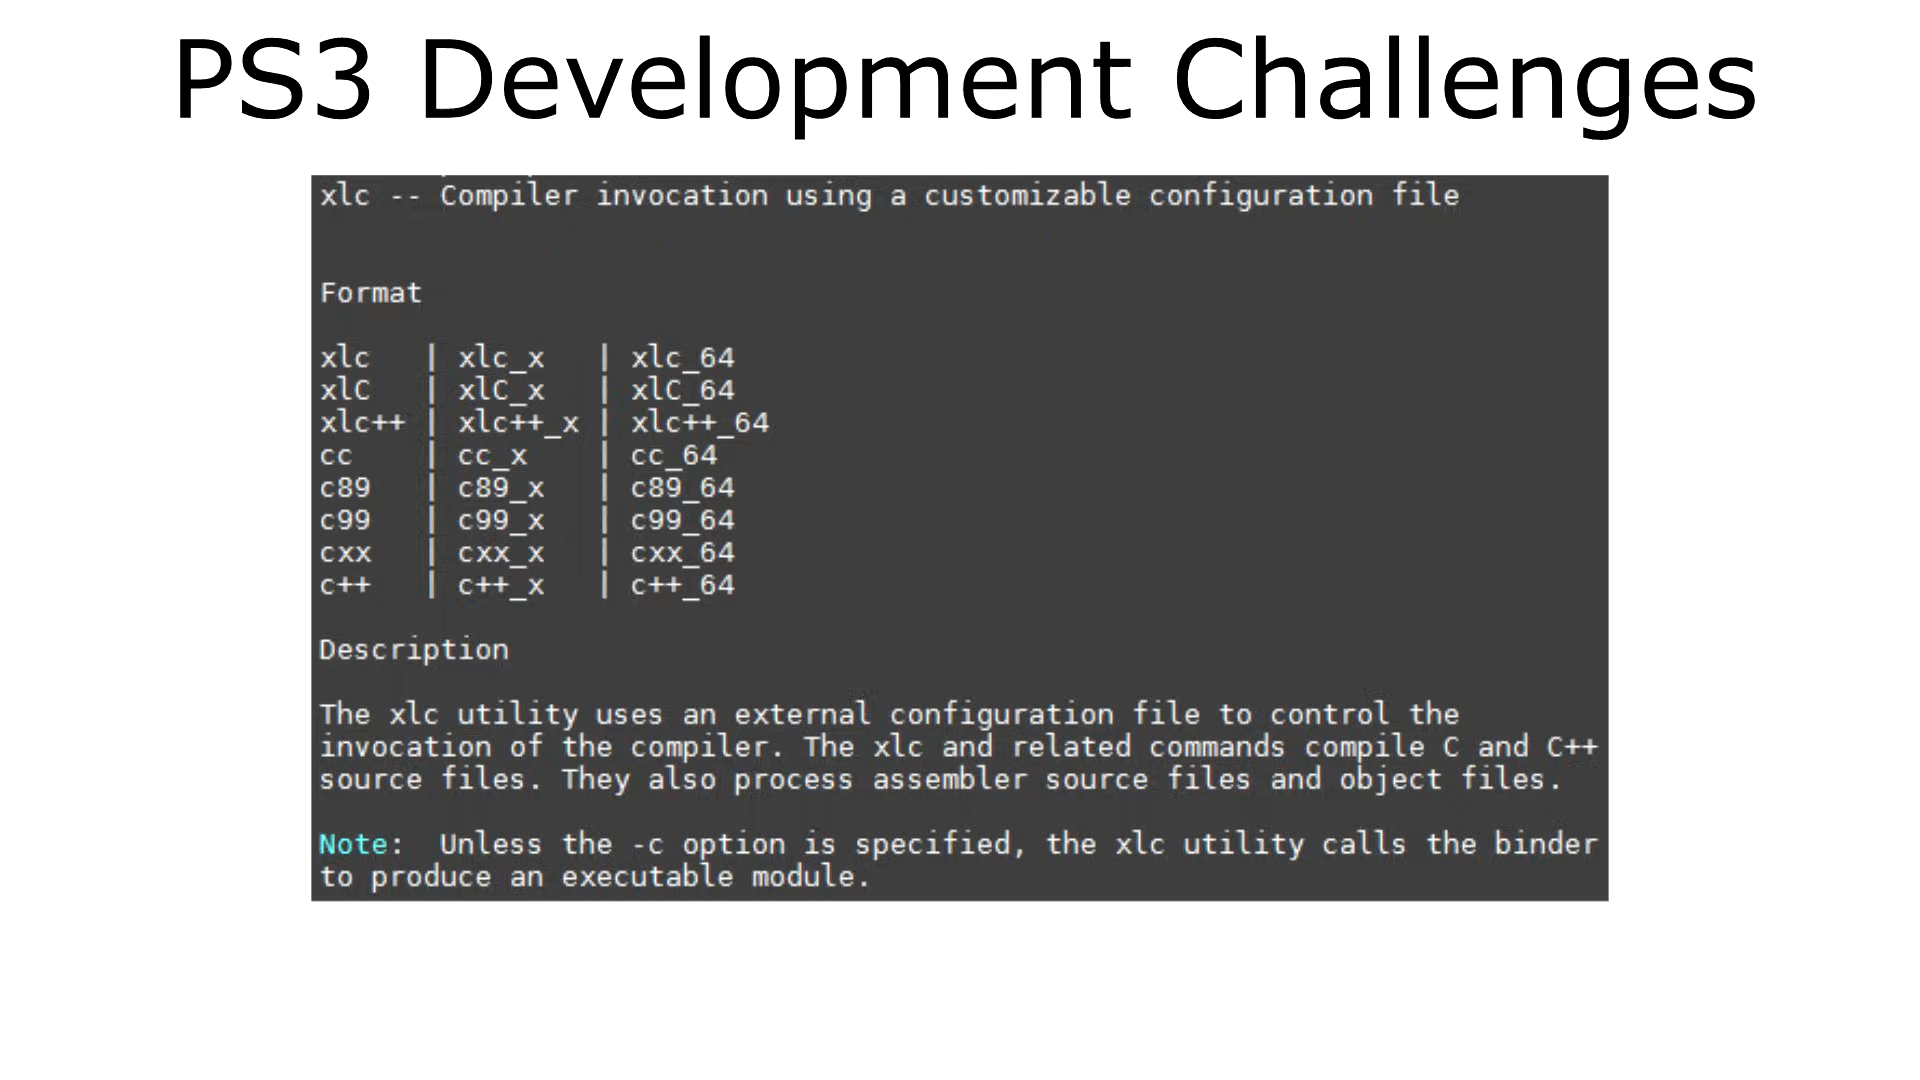 PS3 Development Challenges
xlc -- Compiler invocation using a customizable configuration file
Format
xlc | xlc_x | xlc_64
xlC | xlC_x | xlC_64
xlc++ | xlc++_x | xlc++_64
cc | cc_x | cc_64
c89 | c89_x | c89_64
c99 | c99_x | c99_64
cxx | cxx_x | cxx_64
c++ | c++_x | c++_64
Description
The xlc utility uses an external configuration file to control the
invocation of the compiler. The xlc and related commands compile C and C++
source files. They also process assembler source files and object files.
Note: Unless the -c option is specified, the xlc utility calls the binder
to produce an executable module.